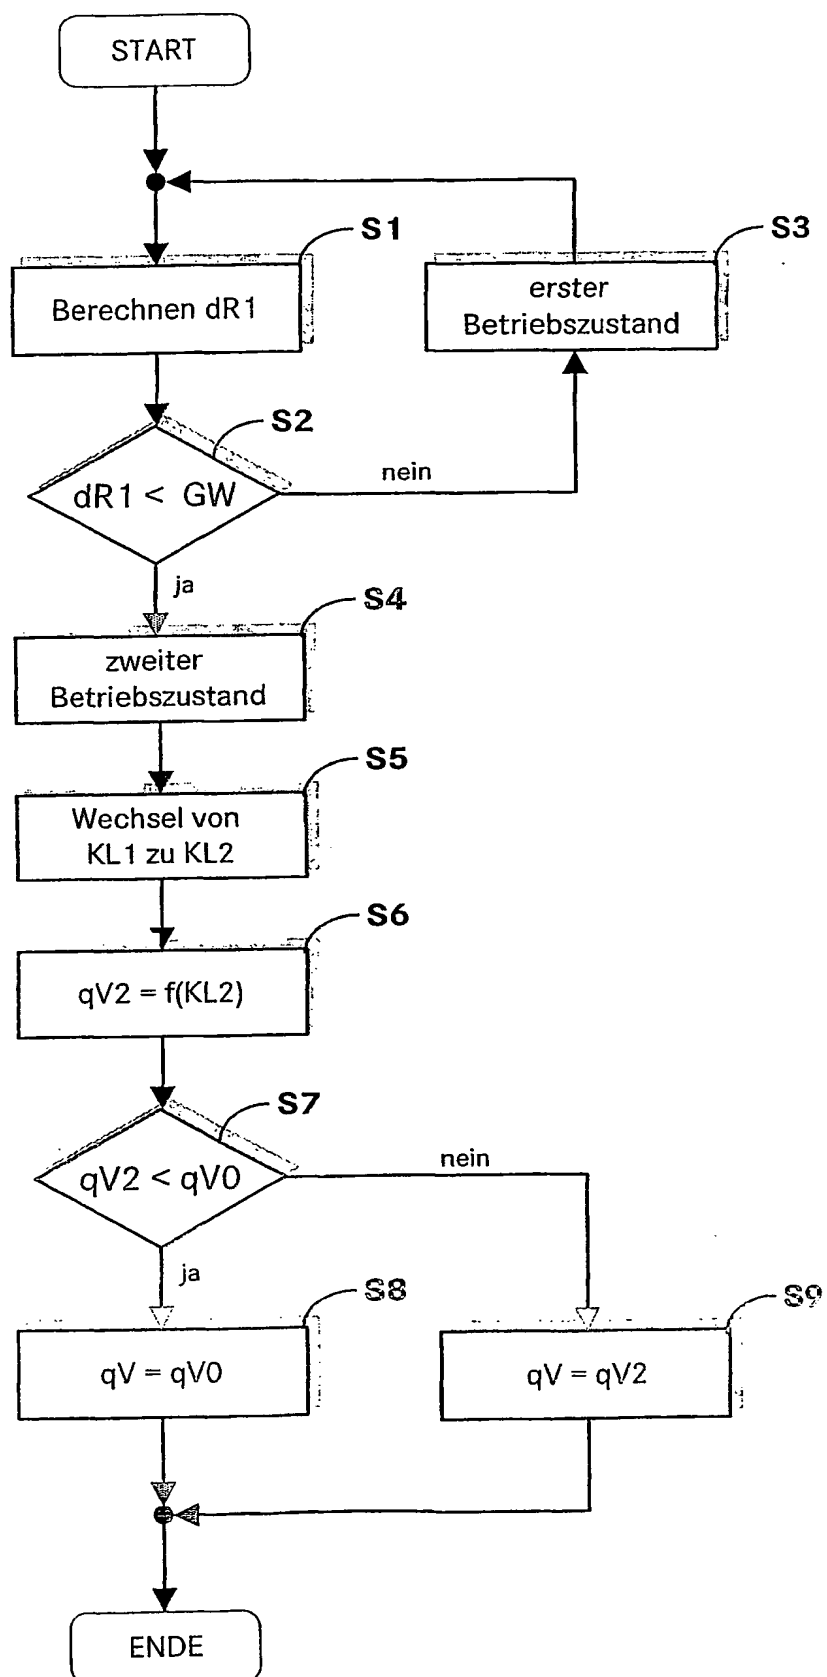 START
S1
S3
Berechnen dR1
erster
Betriebszustand
S2
dR1 < GW
nein
ja
S4
zweiter
Betriebszustand
S5
Wechsel von
KL1 zu KL2
S6
qV2 = f(KL2)
S7
qV2 < qV0
nein
ja
S8
S9
qV = qV0
qV = qV2
ENDE